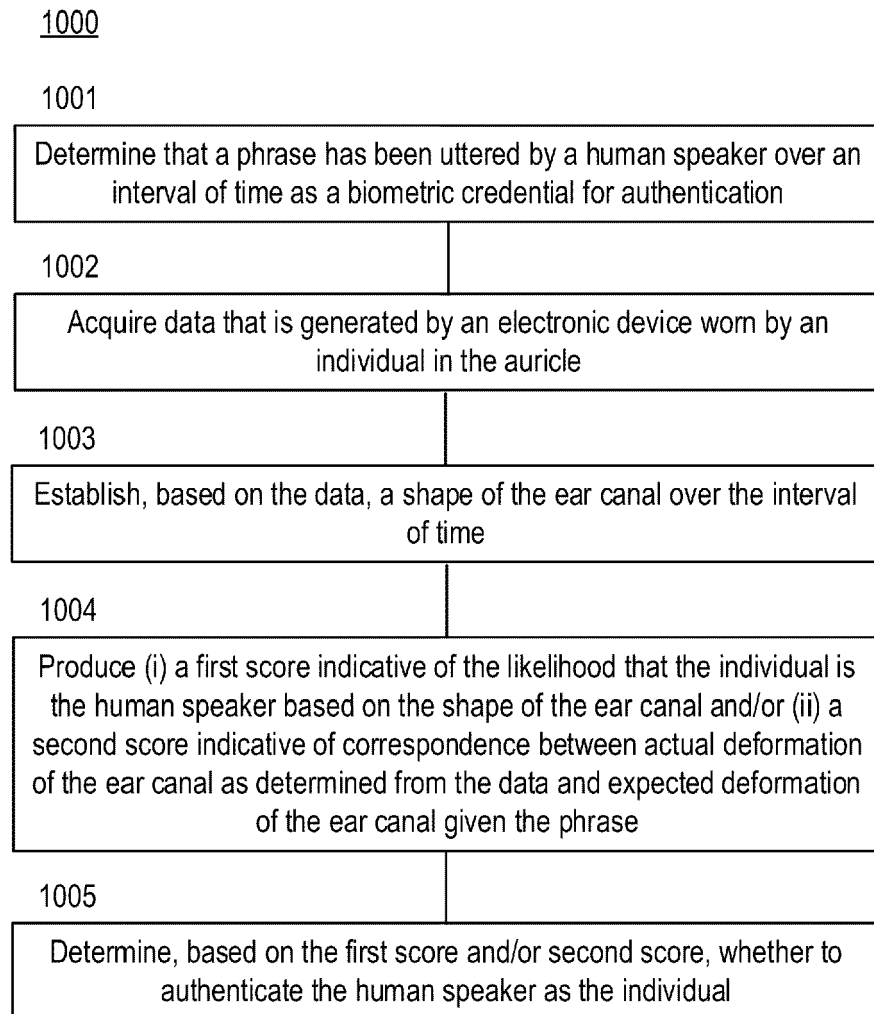 1000
1001
Determine that a phrase has been uttered by a human speaker over an
interval of time as a biometric credential for authentication
1002
Acquire data that is generated by an electronic device worn by an
individual in the auricle
1003
Establish, based on the data, a shape of the ear canal over the interval
of time
1004
Produce (i) a first score indicative of the likelihood that the individual is
the human speaker based on the shape of the ear canal and/or (ii) a
second score indicative of correspondence between actual deformation
of the ear canal as determined from the data and expected deformation
of the ear canal given the phrase
1005
Determine, based on the first score and/or second score, whether to
authenticate the human speaker as the individual